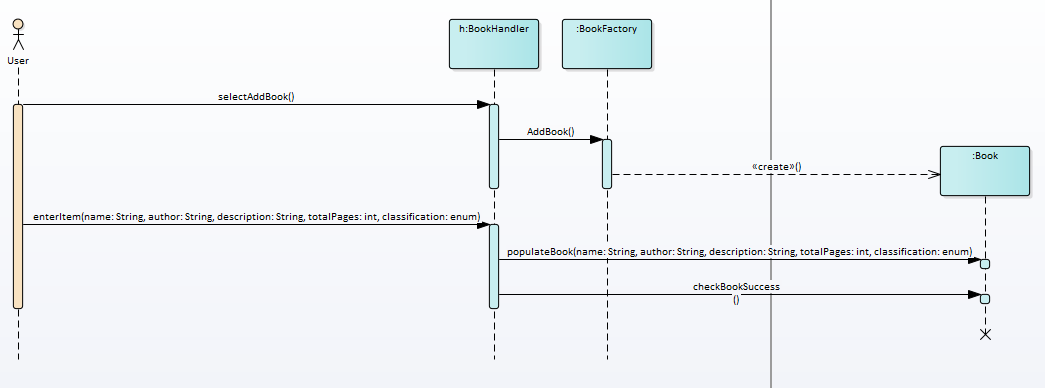 h:BookHandler
:BookFactory
User
selectAddBook()
AddBook()
:Book
«create»()
enterItem(name: String, author: String, description: String, totalPages: int, classification: enum)
populateBook(name: String, author: String, description: String, totalPages: int, classification: enum)
checkBookSuccess
()